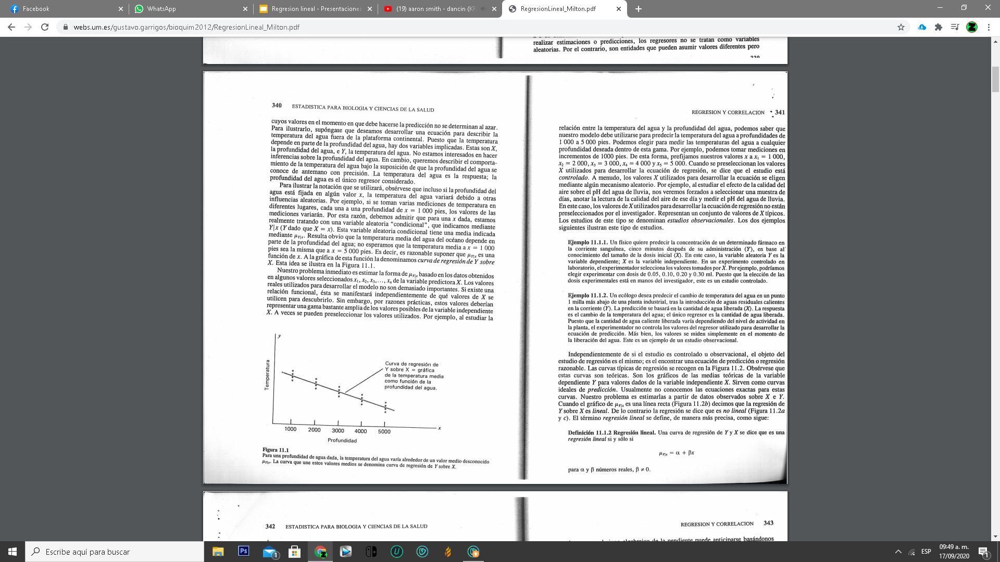 Facebook
WhatsApp
Regresion lineal - Presentaciones
(19) aaron smith - dancin (KR
RegresionLineal_Milton.pdf
webs.um.es/gustavo.garrigos/bioquim2012/RegresionLineal_Milton.pdf
realizar estimaciones o predicciones, los regresores no se tratan como variables
aleatorias. Por el contrario, son entidades que pueden asumir valores diferentes pero
340 ESTADISTICA PARA BIOLOGIA Y CIENCIAS DE LA SALUD
cuyos valores en el momento en que debe hacerse la predicción no se determinan al azar.
Para ilustrarlo, supóngase que deseamos desarrollar una ecuación para describir la
temperatura del agua fuera de la plataforma continental. Puesto que la temperatura
depende en parte de la profundidad del agua, hay dos variables implicadas. Estas son X,
la profundidad del agua, e Y, la temperatura del agua. No estamos interesados en hacer
inferencias sobre la profundidad del agua. En cambio, queremos describir el comporta-
miento de la temperatura del agua bajo la suposición de que la profundidad del agua se
conoce de antemano con precisión. La temperatura del agua es la respuesta; la
profundidad del agua es el único regresor considerado.
Para ilustrar la notación que se utilizará, obsérvese que incluso si la profundidad del
agua está fijada en algún valor x, la temperatura del agua variará debido a otras
influencias aleatorias. Por ejemplo, si se toman varias mediciones de temperatura en
diferentes lugares, cada una a una profundidad de x = 1 000 pies, los valores de las
mediciones variarán. Por esta razón, debemos admitir que para una x dada, estamos
realmente tratando con una variable aleatoria “condicional”, que indicamos mediante
Y|x (Y dado que X = x). Esta variable aleatoria condicional tiene una media indicada
mediante μY|x. Resulta obvio que la temperatura media del agua del océano depende en
parte de la profundidad del agua; no esperamos que la temperatura media a x = 1 000
pies sea la misma que a x = 5 000 pies. Es decir, es razonable suponer que μY|x es una
función de x. A la gráfica de esta función la denominamos curva de regresión de Y sobre
X. Esta idea se ilustra en la Figura 11.1.
Nuestro problema inmediato es estimar la forma de μY|x basado en los datos obtenidos
en algunos valores seleccionados x1, x2, x3,..., xn de la variable predictora X. Los valores
reales utilizados para desarrollar el modelo no son demasiado importantes. Si existe una
relación funcional, ésta se manifestará independientemente de qué valores de X se
utilicen para descubrirlo. Sin embargo, por razones prácticas, estos valores deberían
representar una gama bastante amplia de los valores posibles de la variable independiente
X. A veces se pueden preseleccionar los valores utilizados. Por ejemplo, al estudiar la
y
Temperatura
Curva de regresión de
Y sobre X = gráfica
de la temperatura media
como función de la
profundidad del agua.
1000 2000 3000 4000 5000 x
Profundidad
Figura 11.1
Para una profundidad de agua dada, la temperatura del agua varía alrededor de un valor medio desconocido
μY|x. La curva que une estos valores medios se denomina curva de regresión de Y sobre X.
REGRESION Y CORRELACION 341
relación entre la temperatura del agua y la profundidad del agua, podemos saber que
nuestro modelo debe utilizarse para predecir la temperatura del agua a profundidades de
1 000 a 5 000 pies. Podemos elegir para medir las temperaturas del agua a cualquier
profundidad deseada dentro de esta gama. Por ejemplo, podemos tomar mediciones en
incrementos de 1000 pies. De esta forma, prefijamos nuestros valores x a x1 = 1 000,
x2 = 2 000, x3 = 3 000, x4 = 4 000 y x5 = 5 000. Cuando se preseleccionan los valores
X utilizados para desarrollar la ecuación de regresión, se dice que el estudio está
controlado. A menudo, los valores X utilizados para desarrollar la ecuación se eligen
mediante algún mecanismo aleatorio. Por ejemplo, al estudiar el efecto de la calidad del
aire sobre el pH del agua de lluvia, nos veremos forzados a seleccionar una muestra de
días, anotar la lectura de la calidad del aire de ese día y medir el pH del agua de lluvia.
En este caso, los valores de X utilizados para desarrollar la ecuación de regresión no están
preseleccionados por el investigador. Representan un conjunto de valores de X típicos.
Los estudios de este tipo se denominan estudios observacionales. Los dos ejemplos
siguientes ilustran este tipo de estudios.
Ejemplo 11.1.1. Un físico quiere predecir la concentración de un determinado fármaco en
la corriente sanguínea, cinco minutos después de su administración (Y), en base al
conocimiento del tamaño de la dosis inicial (X). En este caso, la variable aleatoria Y es la
variable dependiente; X es la variable independiente. En un experimento controlado en
laboratorio, el experimentador selecciona los valores tomados por X. Por ejemplo, podríamos
elegir experimentar con dosis de 0.05, 0.10, 0.20 y 0.30 ml. Puesto que la elección de las
dosis experimentales está en manos del investigador, este es un estudio controlado.
Ejemplo 11.1.2. Un ecólogo desea predecir el cambio de temperatura del agua en un punto
1 milla más abajo de una planta industrial, tras la introducción de aguas residuales calientes
en la corriente (Y). La predicción se basará en la cantidad de agua liberada (X). La respuesta
es el cambio de la temperatura del agua; el único regresor es la cantidad de agua liberada.
Puesto que la cantidad de agua caliente liberada varía dependiendo del nivel de actividad en
la planta, el experimentador no controla los valores del regresor utilizado para desarrollar la
ecuación de predicción. Más bien, los valores se miden simplemente en el momento de
la liberación del agua. Este es un ejemplo de un estudio observacional.
Independientemente de si el estudio es controlado u observacional, el objeto del
estudio de regresión es el mismo; es el encontrar una ecuación de predicción o regresión
razonable. Las curvas típicas de regresión se recogen en la Figura 11.2. Obsérvese que
estas curvas son teóricas. Son los gráficos de las medias teóricas de la variable
dependiente Y para valores dados de la variable independiente X. Sirven como curvas
ideales de predicción. Usualmente no conocemos las ecuaciones exactas para estas
curvas. Nuestro problema es estimarlas a partir de datos observados sobre X e Y.
Cuando el gráfico de μY|x es una línea recta (Figura 11.2b) decimos que la regresión de
Y sobre X es lineal. De lo contrario la regresión se dice que es no lineal (Figura 11.2a
y c). El término regresión lineal se define, de manera más precisa, como sigue:
Definición 11.1.2 Regresión lineal. Una curva de regresión de Y y X se dice que es una
regresión lineal si y sólo si
μY|x = α + βx
para α y β números reales, β ≠ 0.
342 ESTADISTICA PARA BIOLOGIA Y CIENCIAS DE LA SALUD
REGRESION Y CORRELACION 343
de la pendiente puede anticiparse basándonos
Escribe aquí para buscar
Ps
1
ESP
09:49 a. m.
17/09/2020
1